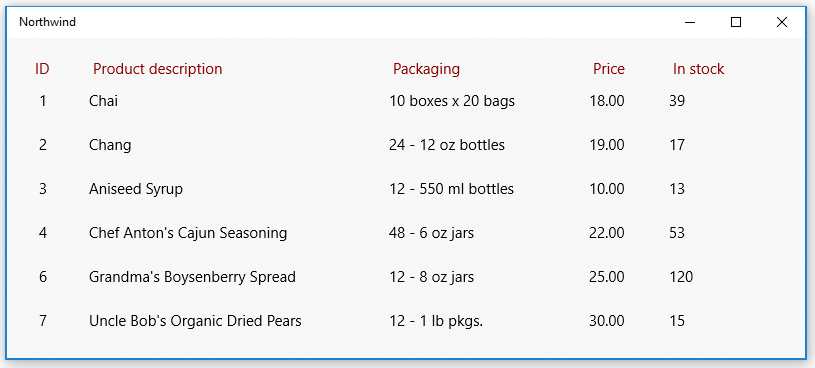 Northwind
ID Product description Packaging Price In stock
1 Chai 10 boxes x 20 bags 18.00 39
2 Chang 24 - 12 oz bottles 19.00 17
3 Aniseed Syrup 12 - 550 ml bottles 10.00 13
4 Chef Anton's Cajun Seasoning 48 - 6 oz jars 22.00 53
6 Grandma's Boysenberry Spread 12 - 8 oz jars 25.00 120
7 Uncle Bob's Organic Dried Pears 12 - 1 lb pkgs. 30.00 15